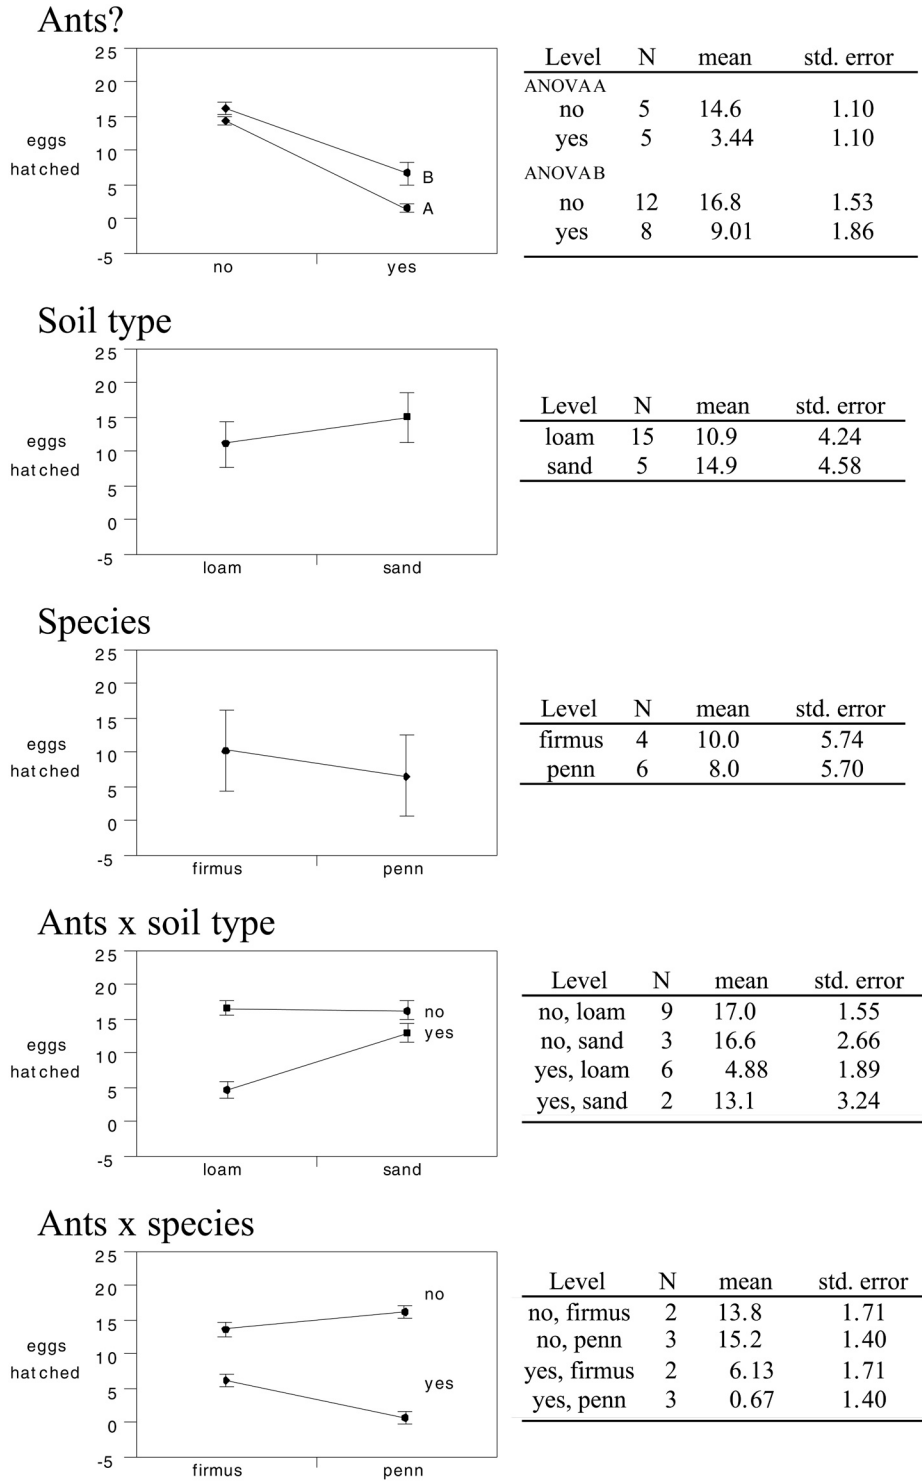 Ants?
25
20
15
10
5
0
-5
eggs
hatched
B
A
no yes
Level N mean std. error
ANOVAA
no 5 14.6 1.10
yes 5 3.44 1.10
ANOVAB
no 12 16.8 1.53
yes 8 9.01 1.86
Soil type
25
20
15
10
5
0
-5
eggs
hatched
loam sand
Level N mean std. error
loam 15 10.9 4.24
sand 5 14.9 4.58
Species
25
20
15
10
5
0
-5
eggs
hatched
firmus penn
Level N mean std. error
firmus 4 10.0 5.74
penn 6 8.0 5.70
Ants x soil type
25
20
15
10
5
0
-5
eggs
hatched
no
yes
loam sand
Level N mean std. error
no, loam 9 17.0 1.55
no, sand 3 16.6 2.66
yes, loam 6 4.88 1.89
yes, sand 2 13.1 3.24
Ants x species
25
20
15
10
5
0
-5
eggs
hatched
no
yes
firmus penn
Level N mean std. error
no, firmus 2 13.8 1.71
no, penn 3 15.2 1.40
yes, firmus 2 6.13 1.71
yes, penn 3 0.67 1.40